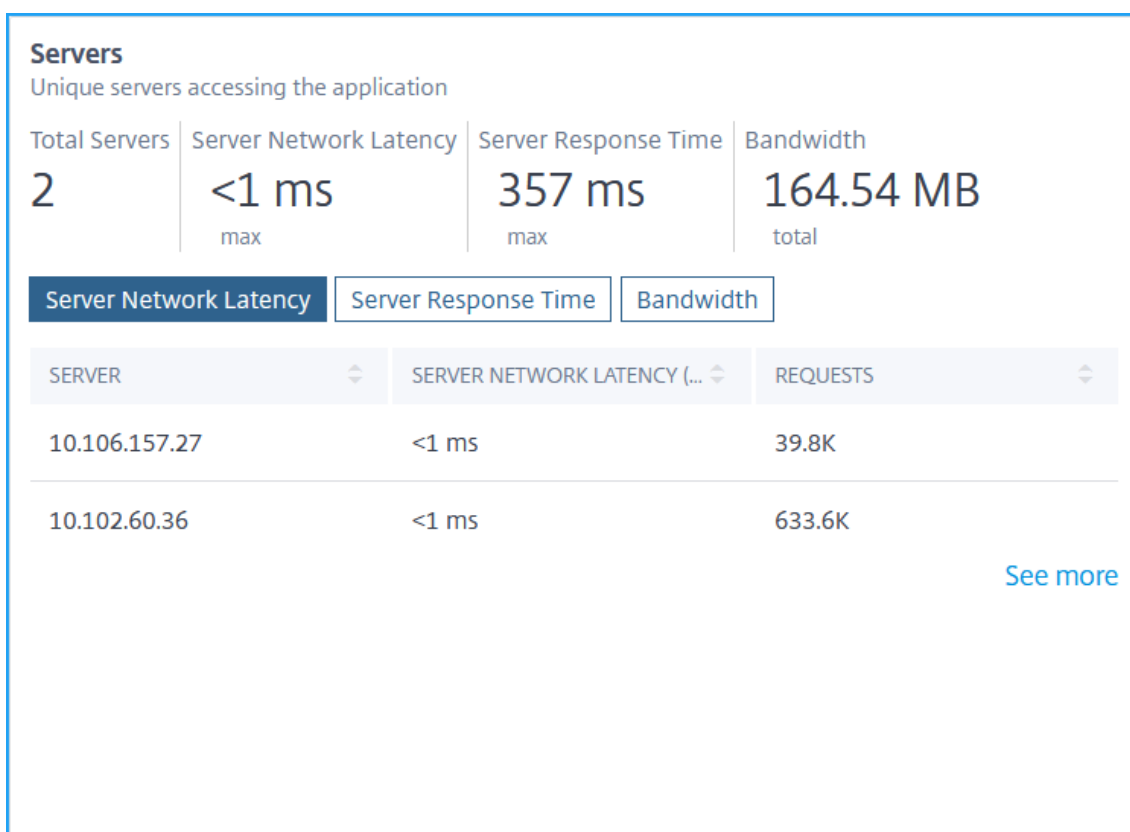 Servers
Unique servers accessing the application
Total Servers Server Network Latency Server Response Time Bandwidth
2 <1 ms 357 ms 164.54 MB
max max total
Server Network Latency Server Response Time Bandwidth
SERVER SERVER NETWORK LATENCY (... REQUESTS
10.106.157.27 <1 ms 39.8K
10.102.60.36 <1 ms 633.6K
See more